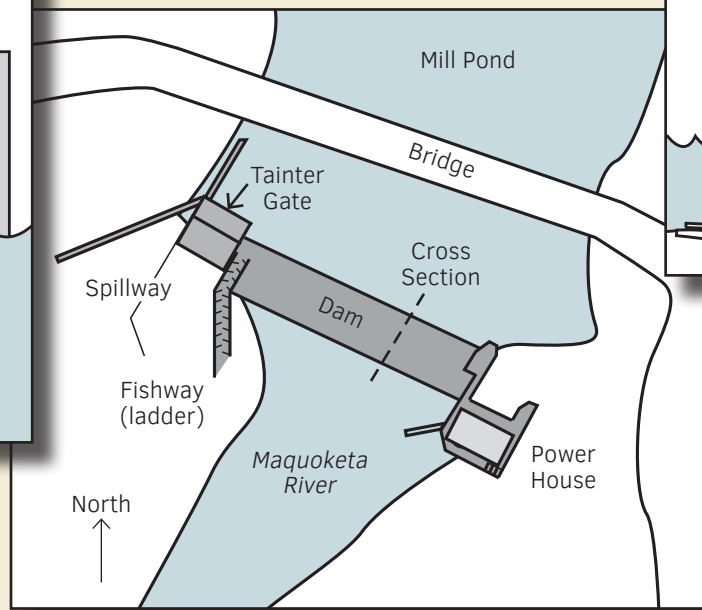 Mill Pond
Bridge
Tainter
Gate
Cross
Section
Spillway
Dam
Fishway
(ladder)
Maquoketa
River
Power
House
North